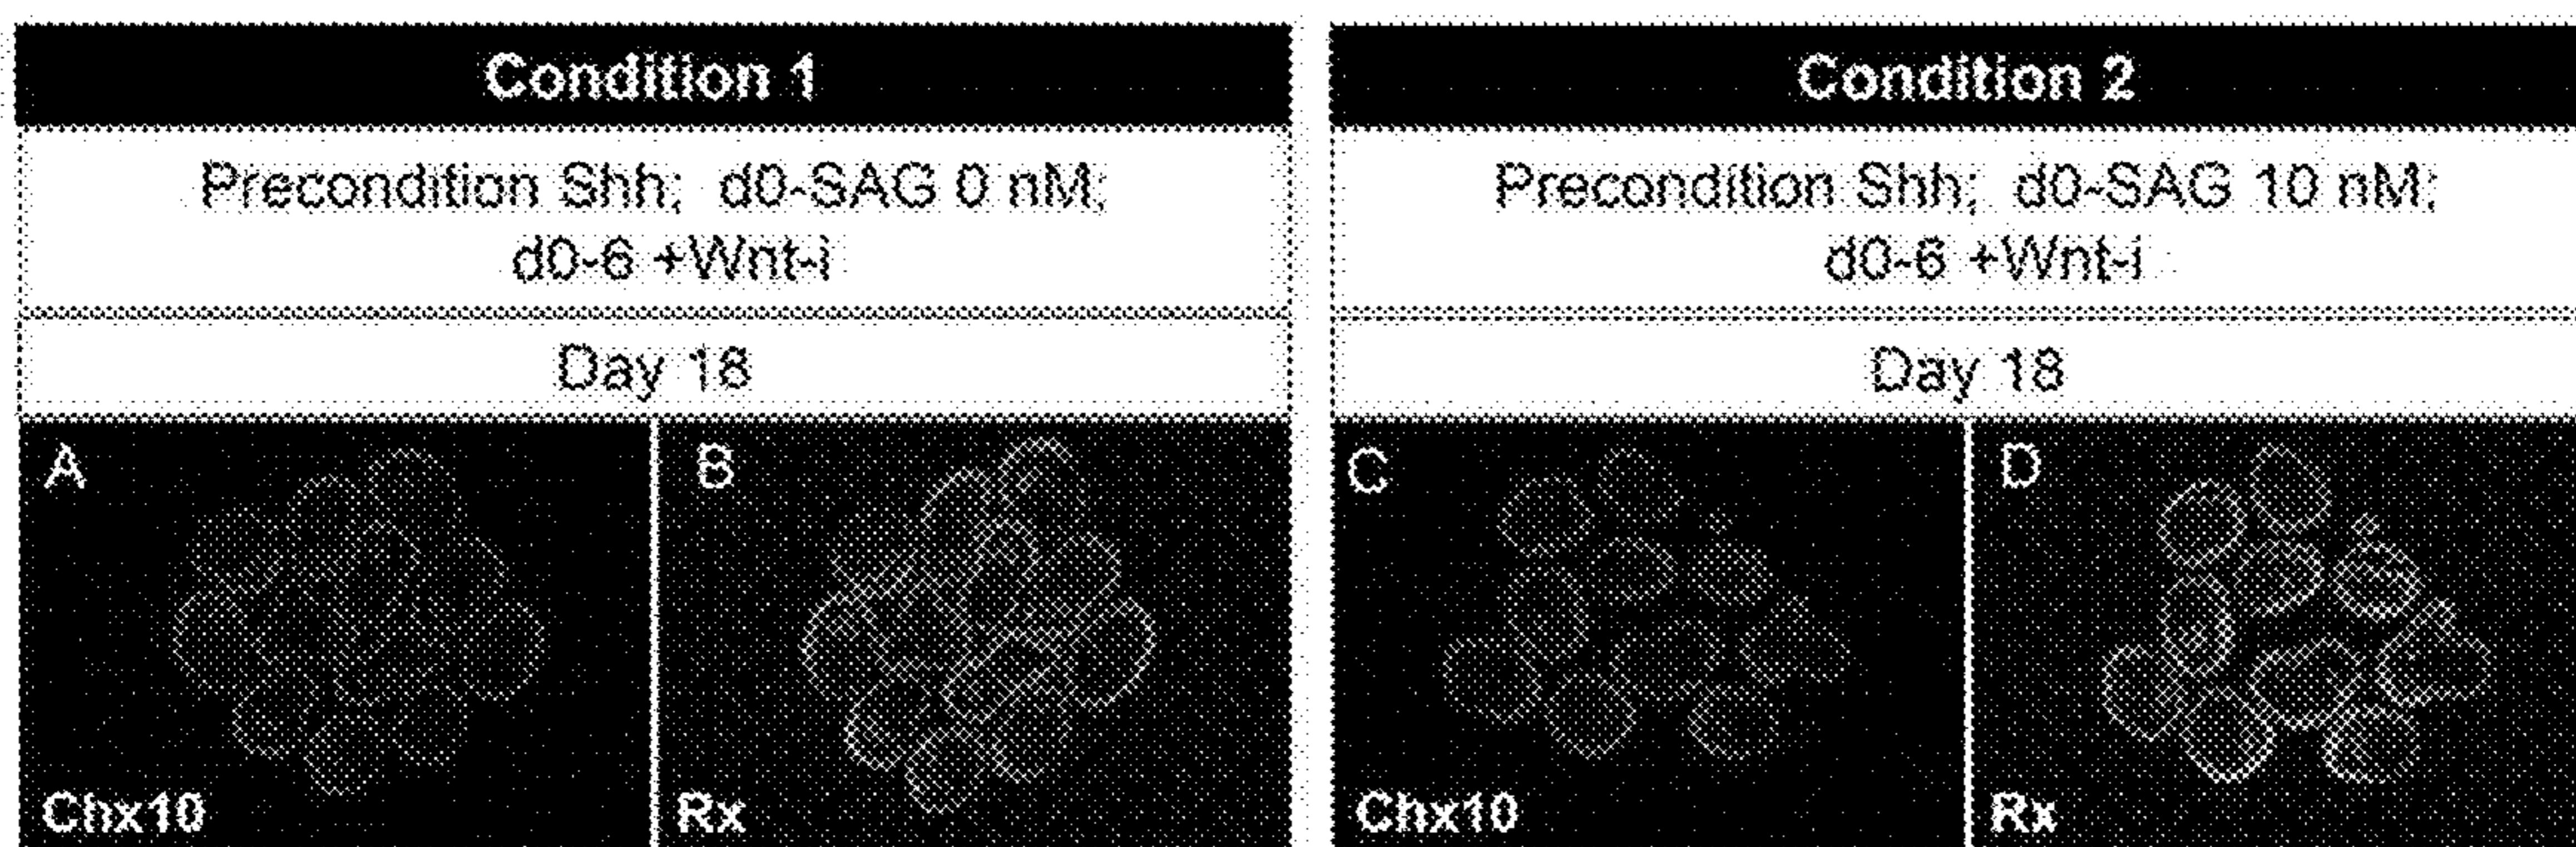 Condition 1
Precondition Shh; d0-SAG 0 nM;
d0-6 +Wnt-i
Day 18
A
B
Chx10
Rx
Condition 2
Precondition Shh; d0-SAG 10 nM;
d0-6 +Wnt-i
Day 18
C
D
Chx10
Rx